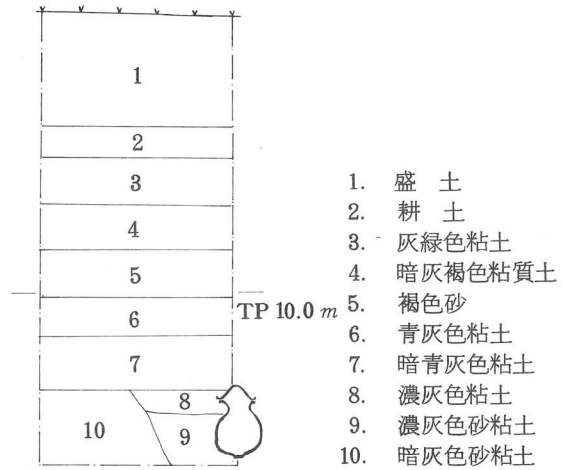 1
2
3
4
5
6
TP 10.0 m
7
8
9
10
1. 盛 土
2. 耕 土
3. 灰緑色粘土
4. 暗灰褐色粘質土
5. 褐色砂
6. 青灰色粘土
7. 暗青灰色粘土
8. 濃灰色粘土
9. 濃灰色砂粘土
10. 暗灰色砂粘土